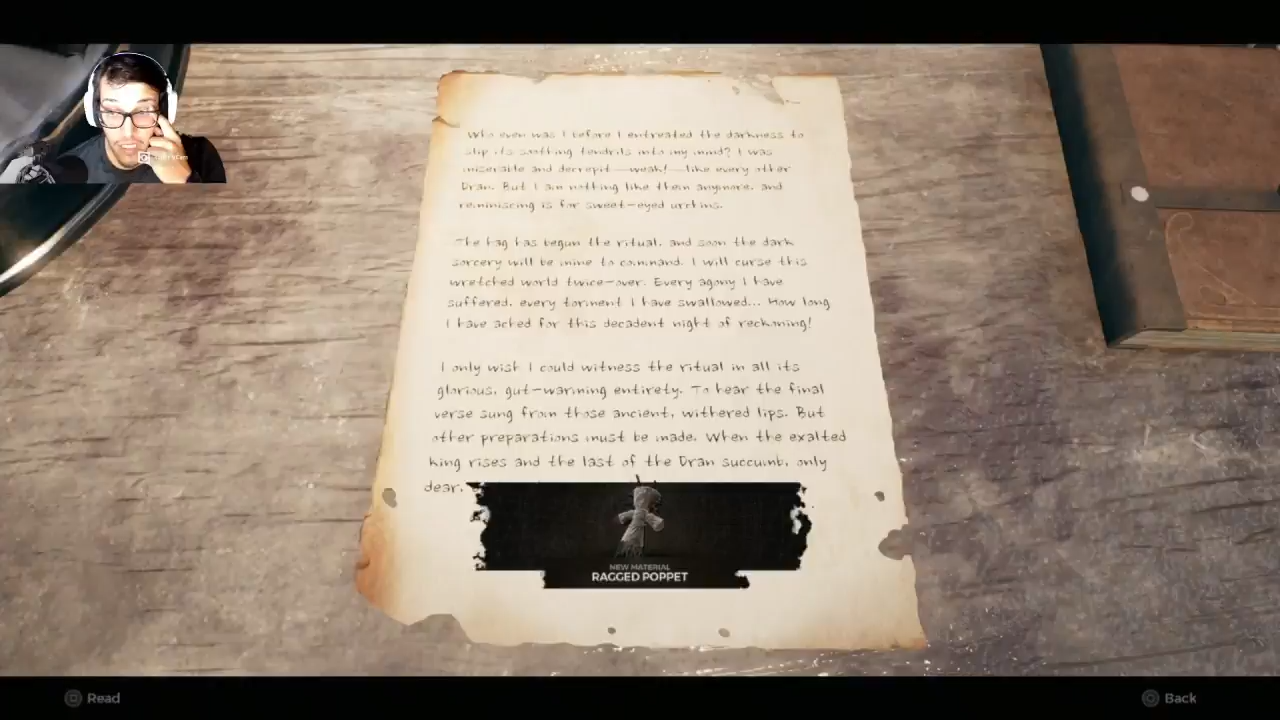 Who even was I before I entreated the darkness to
slip its soothing tendrils into my mind? I was
miserable and decrepit—weak!—like every other
Dran. But I am nothing like them anymore, and
reminiscing is for sweet-eyed urchins.
The hag has begun the ritual, and soon the dark
sorcery will be mine to command. I will curse this
wretched world twice-over. Every agony I have
suffered, every torment I have swallowed... How long
I have ached for this decadent night of reckoning!
I only wish I could witness the ritual in all its
glorious, gut-warming entirety. To hear the final
verse sung from those ancient, withered lips. But
other preparations must be made. When the exalted
king rises and the last of the Dran succumb, only
dear,
NEW MATERIAL
RAGGED POPPET
Read
Back